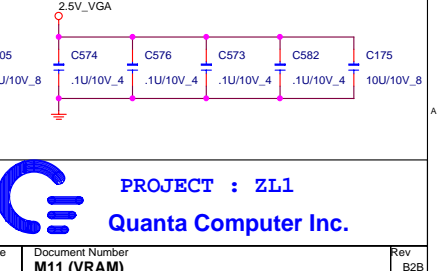 2.5V_VGA
05 C574 C576 C573 C582 C175
U/10V_8 .1U/10V_4 .1U/10V_4 .1U/10V_4 .1U/10V_4 10U/10V_8
A
PROJECT : ZL1
Quanta Computer Inc.
e Document Number Rev
M11 (VRAM) B2B